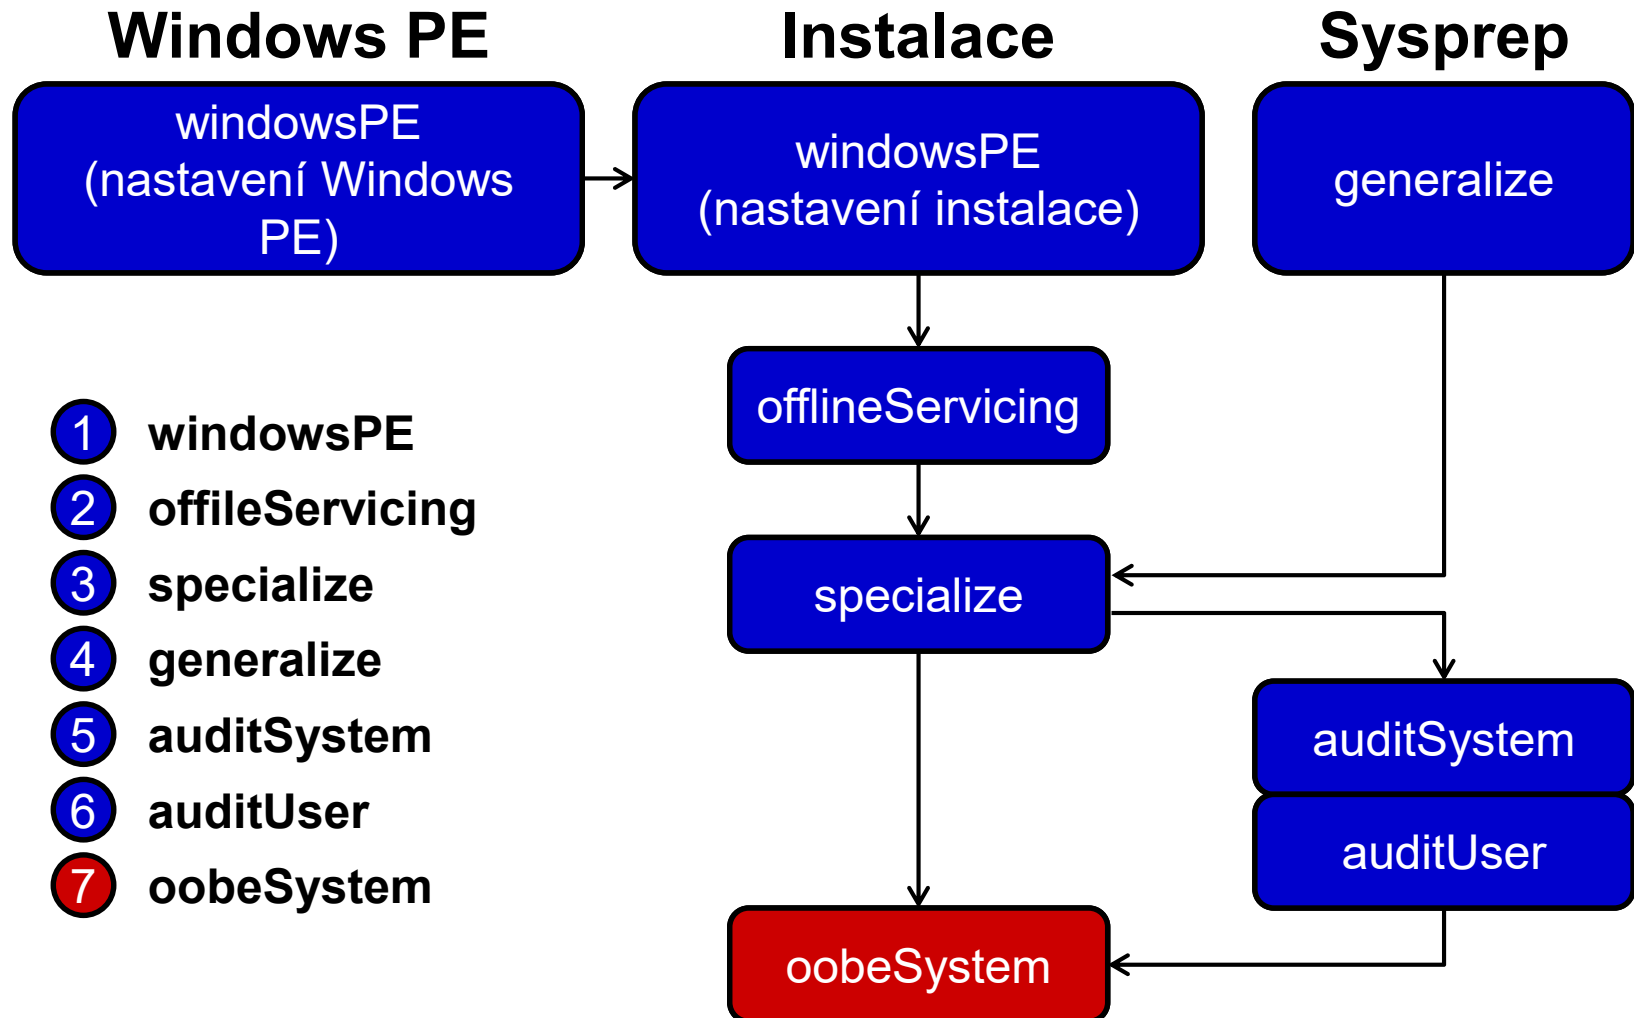 Windows PE
Instalace
Sysprep
windowsPE
(nastavení Windows
PE)
windowsPE
(nastavení instalace)
generalize
offlineServicing
1 windowsPE
2 offileServicing
3 specialize
4 generalize
5 auditSystem
6 auditUser
7 oobeSystem
specialize
auditSystem
auditUser
oobeSystem